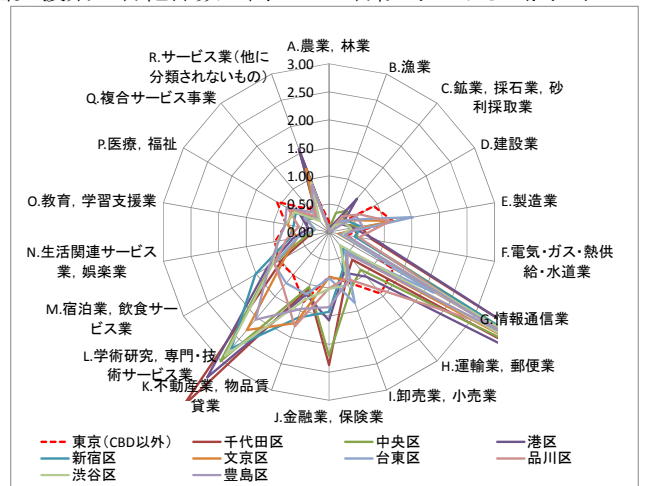 A.農業, 林業
B.漁業
C.鉱業, 採石業, 砂
利採取業
D.建設業
E.製造業
F.電気・ガス・熱供
給・水道業
G.情報通信業
H.運輸業, 郵便業
I.卸売業, 小売業
J.金融業, 保険業
K.不動産業, 物品賃
貸業
L.学術研究, 専門・技
術サービス業
M.宿泊業, 飲食サー
ビス業
N.生活関連サービス
業, 娯楽業
O.教育, 学習支援業
P.医療, 福祉
Q.複合サービス事業
R.サービス業(他に
分類されないもの)
3.00
2.50
2.00
1.50
1.00
0.50
0.00
東京(CBD以外)
千代田区
中央区
港区
新宿区
文京区
台東区
品川区
渋谷区
豊島区